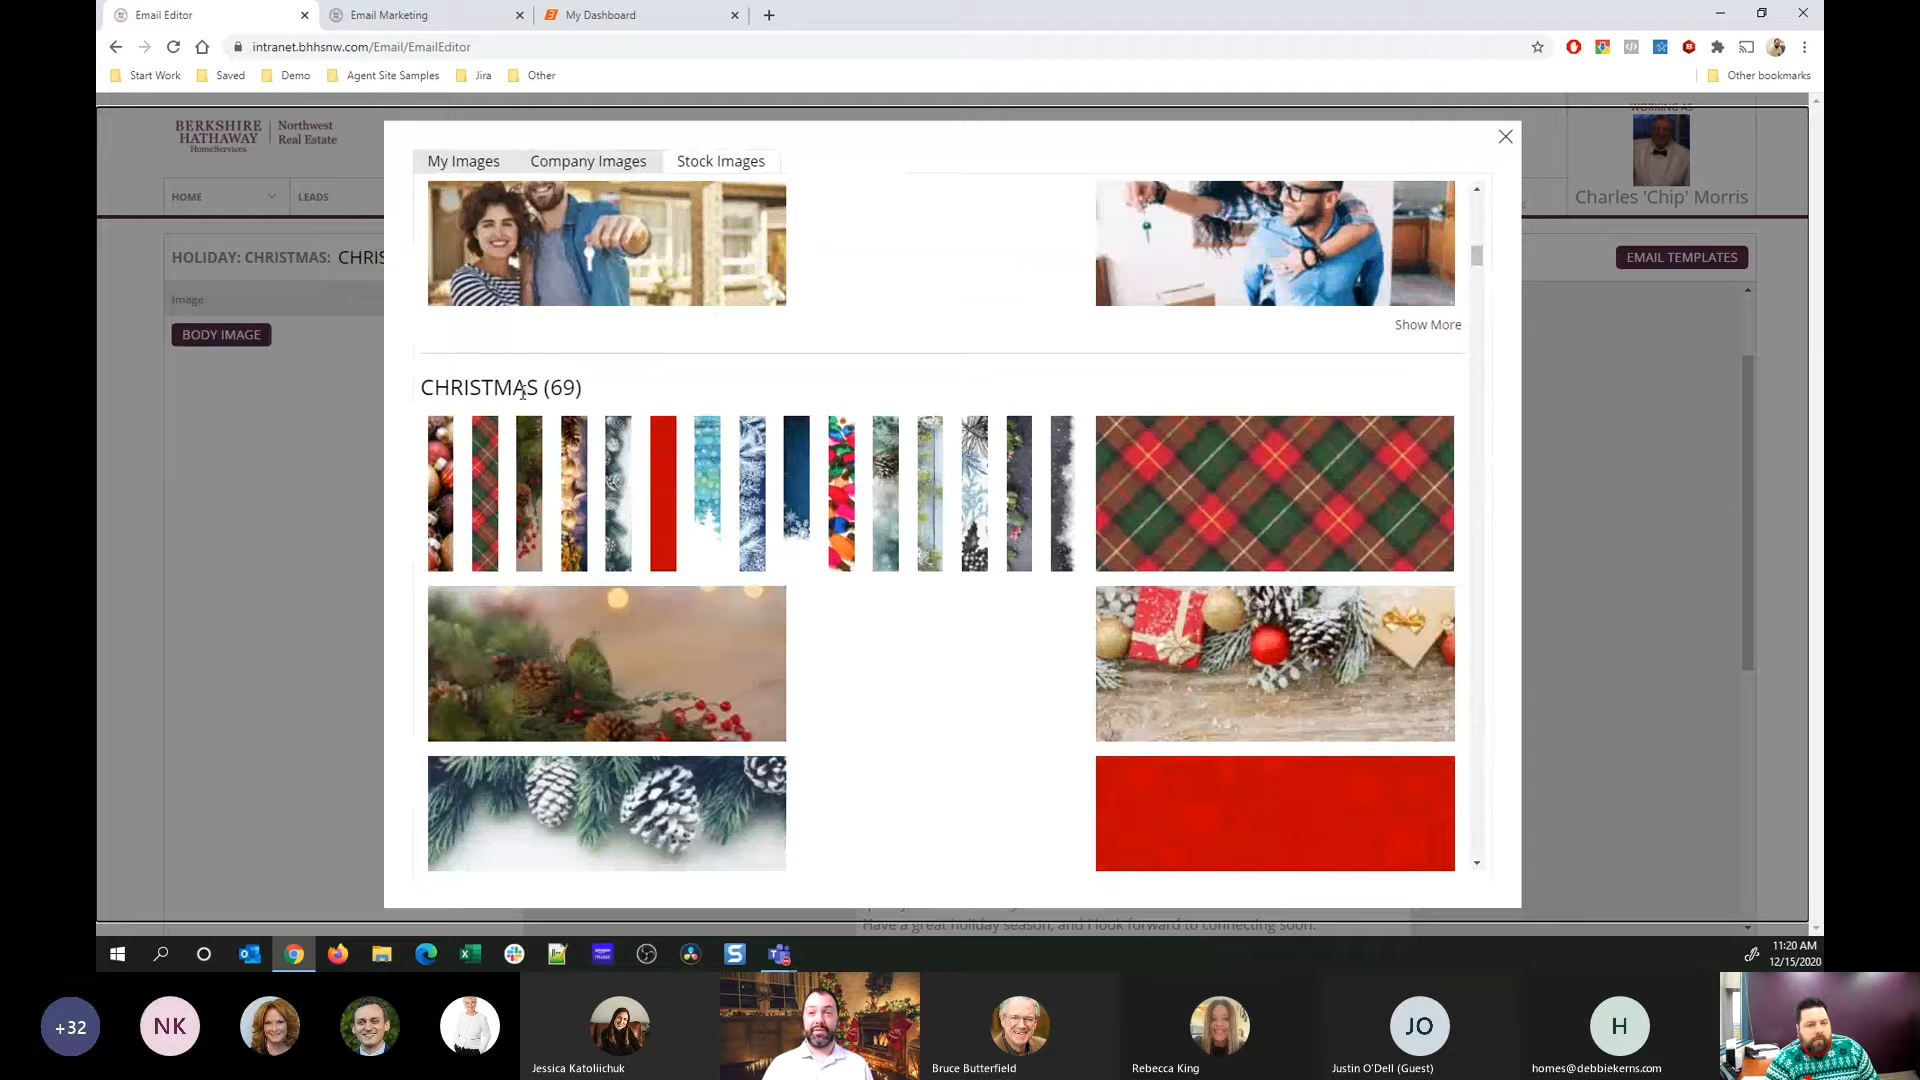 Email Editor
Email Marketing
My Dashboard
intranet.bhhsnw.com/Email/EmailEditor
Start Work
Saved
Demo
Agent Site Samples
Jira
Other
Other bookmarks
BERKSHIRE
HATHAWAY
HomeServices
Northwest
Real Estate
WORKING AS
Charles 'Chip' Morris
HOME
LEADS
My Images
Company Images
Stock Images
HOLIDAY: CHRISTMAS: CHRIS
EMAIL TEMPLATES
Image
BODY IMAGE
Show More
CHRISTMAS (69)
Have a great holiday season, and I look forward to connecting soon.
11:20 AM
12/15/2020
+32
NK
JO
H
Jessica Katoliichuk
Bruce Butterfield
Rebecca King
Justin O'Dell (Guest)
homes@debbiekerns.com